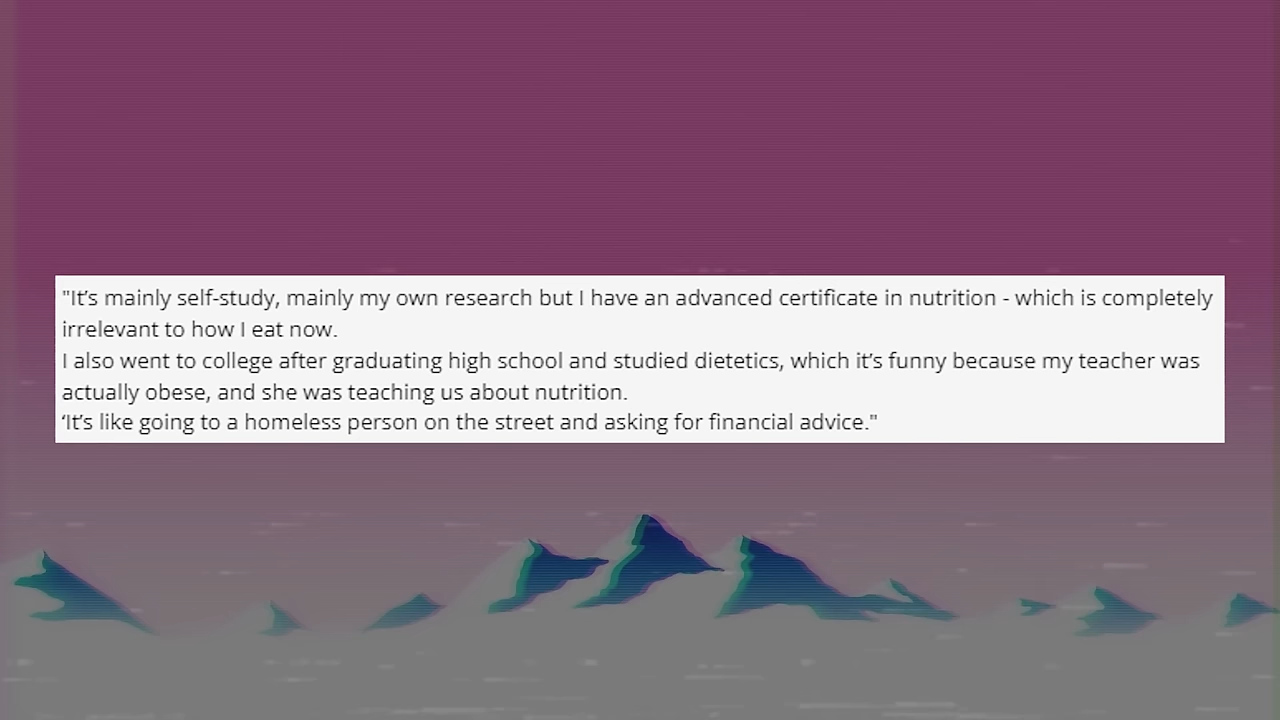 "It’s mainly self-study, mainly my own research but I have an advanced certificate in nutrition - which is completely
irrelevant to how I eat now.
I also went to college after graduating high school and studied dietetics, which it’s funny because my teacher was
actually obese, and she was teaching us about nutrition.
‘It’s like going to a homeless person on the street and asking for financial advice."